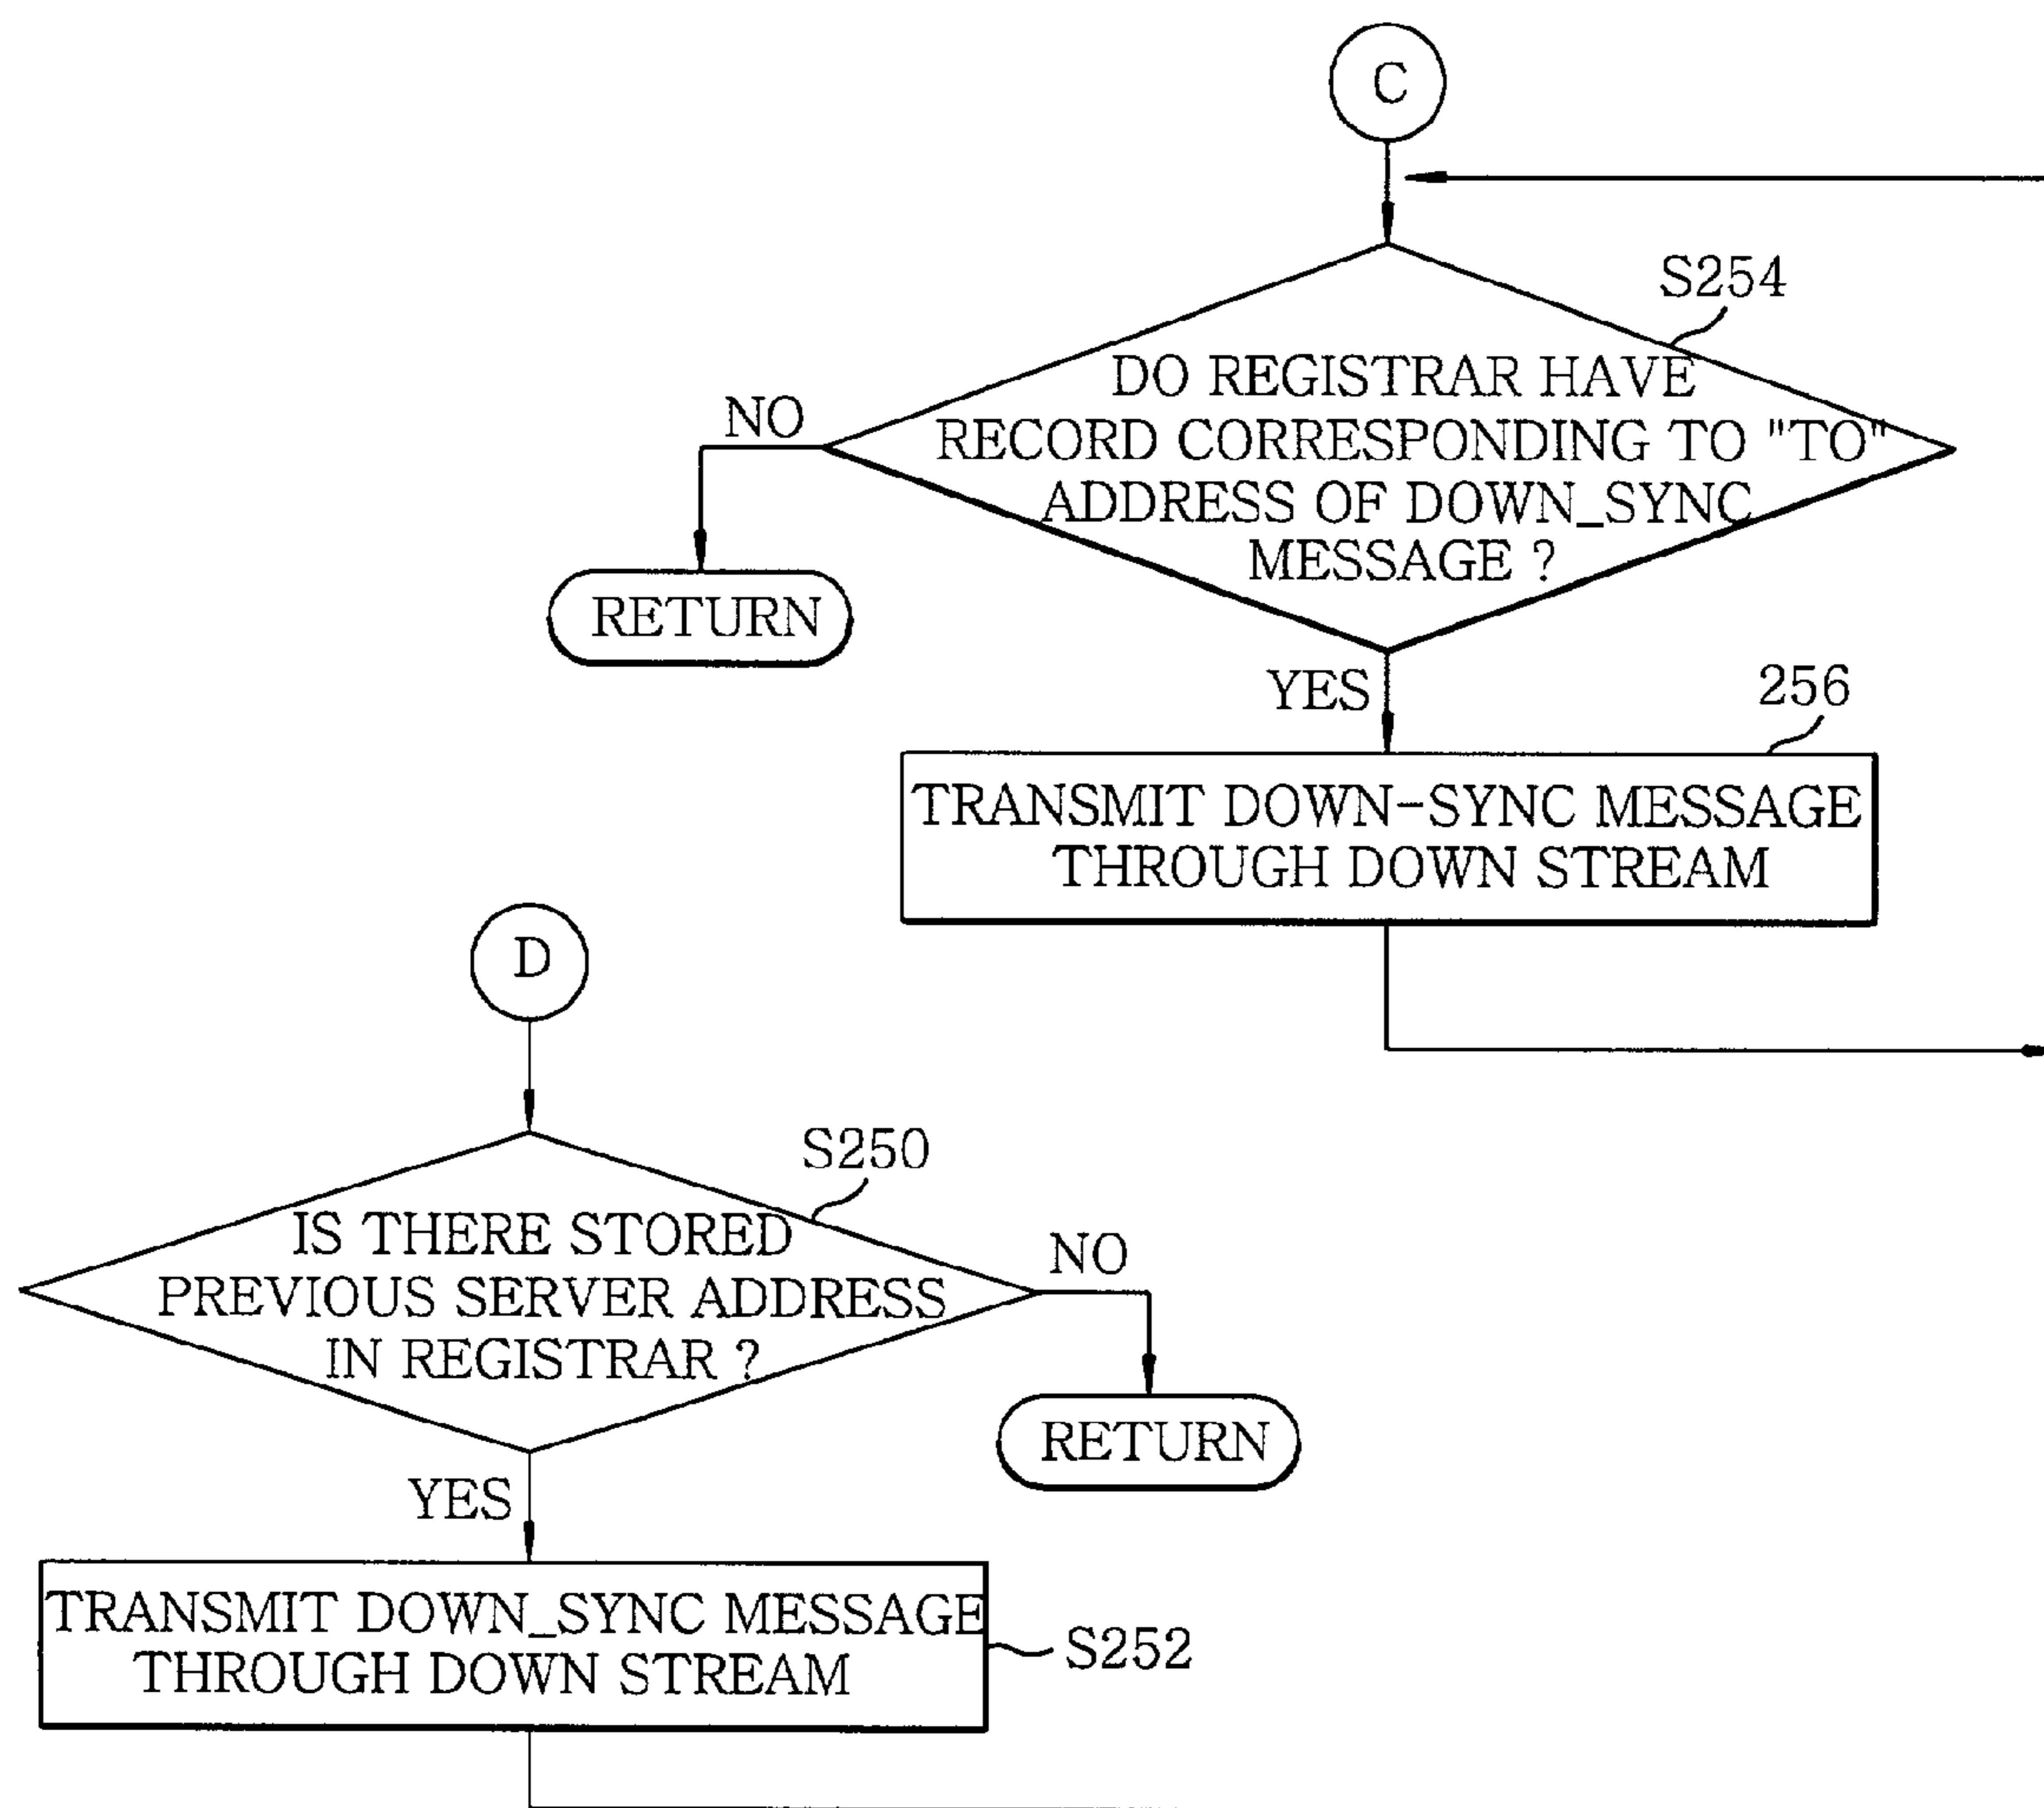 C
S254
DO REGISTRAR HAVE
RECORD CORRESPONDING TO "TO"
ADDRESS OF DOWN_SYNC
MESSAGE ?
NO
RETURN
YES
256
TRANSMIT DOWN-SYNC MESSAGE
THROUGH DOWN STREAM
D
S250
IS THERE STORED
PREVIOUS SERVER ADDRESS
IN REGISTRAR ?
NO
RETURN
YES
TRANSMIT DOWN_SYNC MESSAGE
THROUGH DOWN STREAM
S252